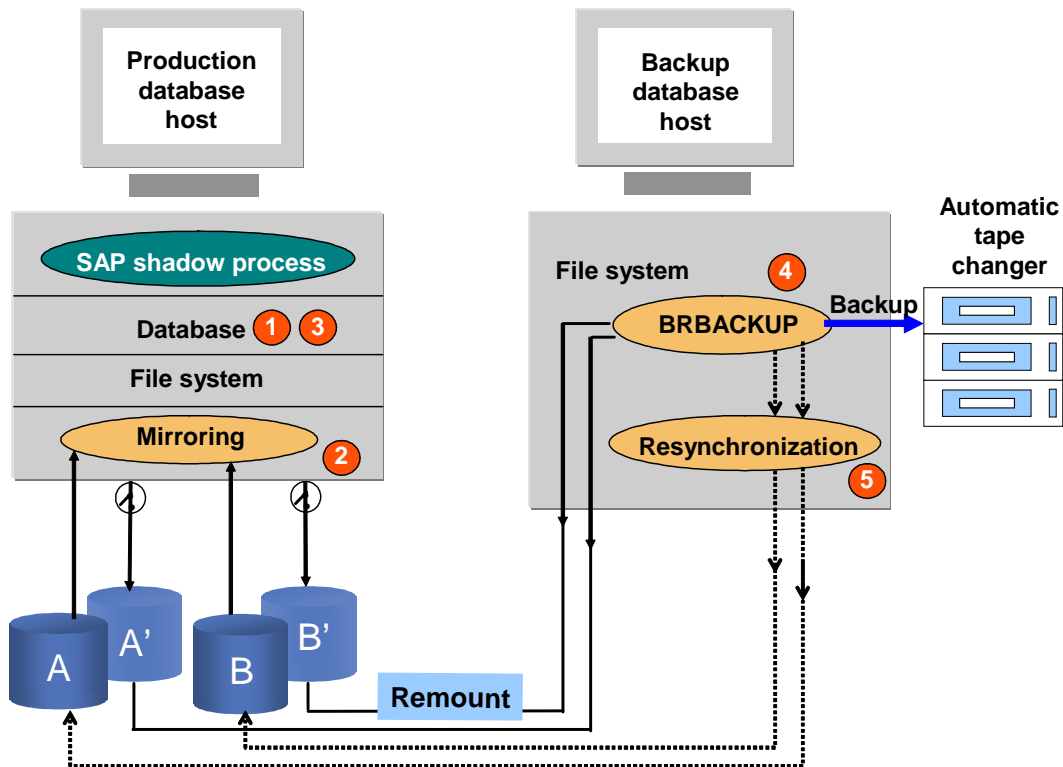 Production
database
host
Backup
database
host
SAP shadow process
Database 1 3
File system
Mirroring
2
File system
4
BRBACKUP
Backup
Resynchronization
5
Automatic
tape
changer
A
A’
B
B’
Remount